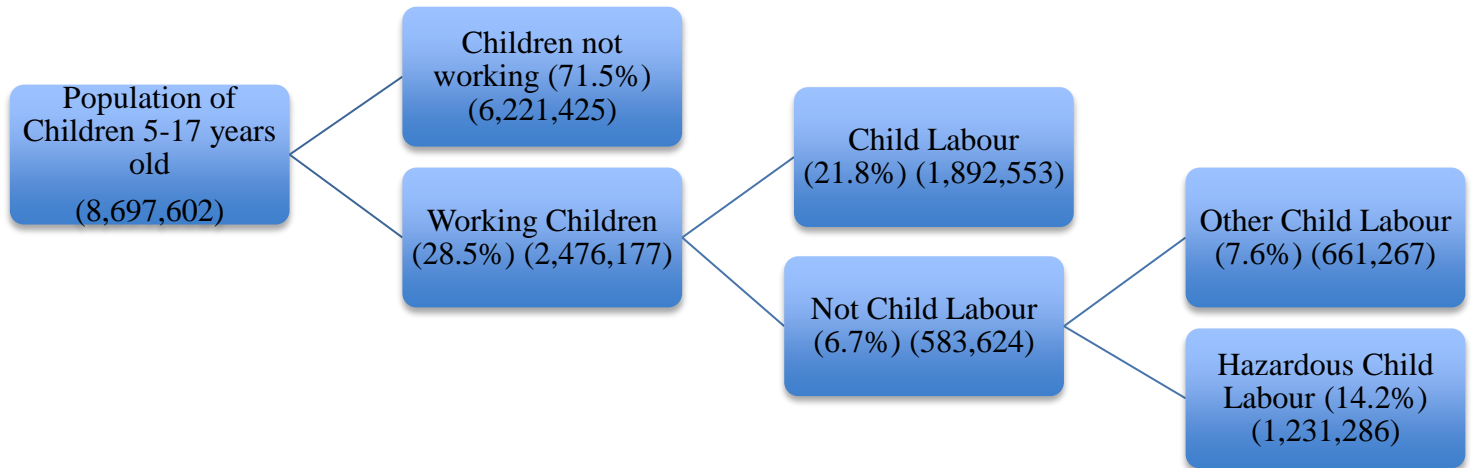 Population of
Children 5-17 years
old
(8,697,602)
Children not
working (71.5%)
(6,221,425)
Working Children
(28.5%) (2,476,177)
Child Labour
(21.8%) (1,892,553)
Not Child Labour
(6.7%) (583,624)
Other Child Labour
(7.6%) (661,267)
Hazardous Child
Labour (14.2%)
(1,231,286)